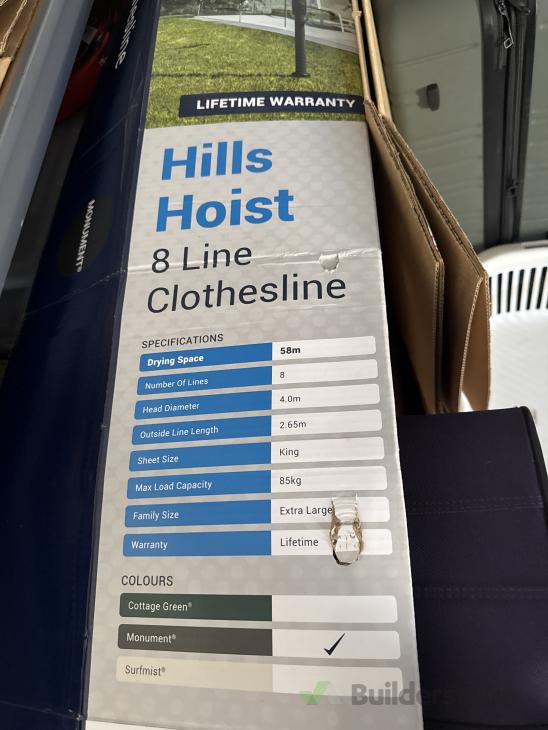 LIFETIME WARRANTY
Hills
Hoist
8 Line
Clothesline
MONUMENT®
SPECIFICATIONS
Drying Space 58m
Number Of Lines 8
Head Diameter 4.0m
Outside Line Length 2.65m
Sheet Size King
Max Load Capacity 85kg
Family Size Extra Large
Warranty Lifetime
COLOURS
Cottage Green®
Monument® ✓
Surfmist®